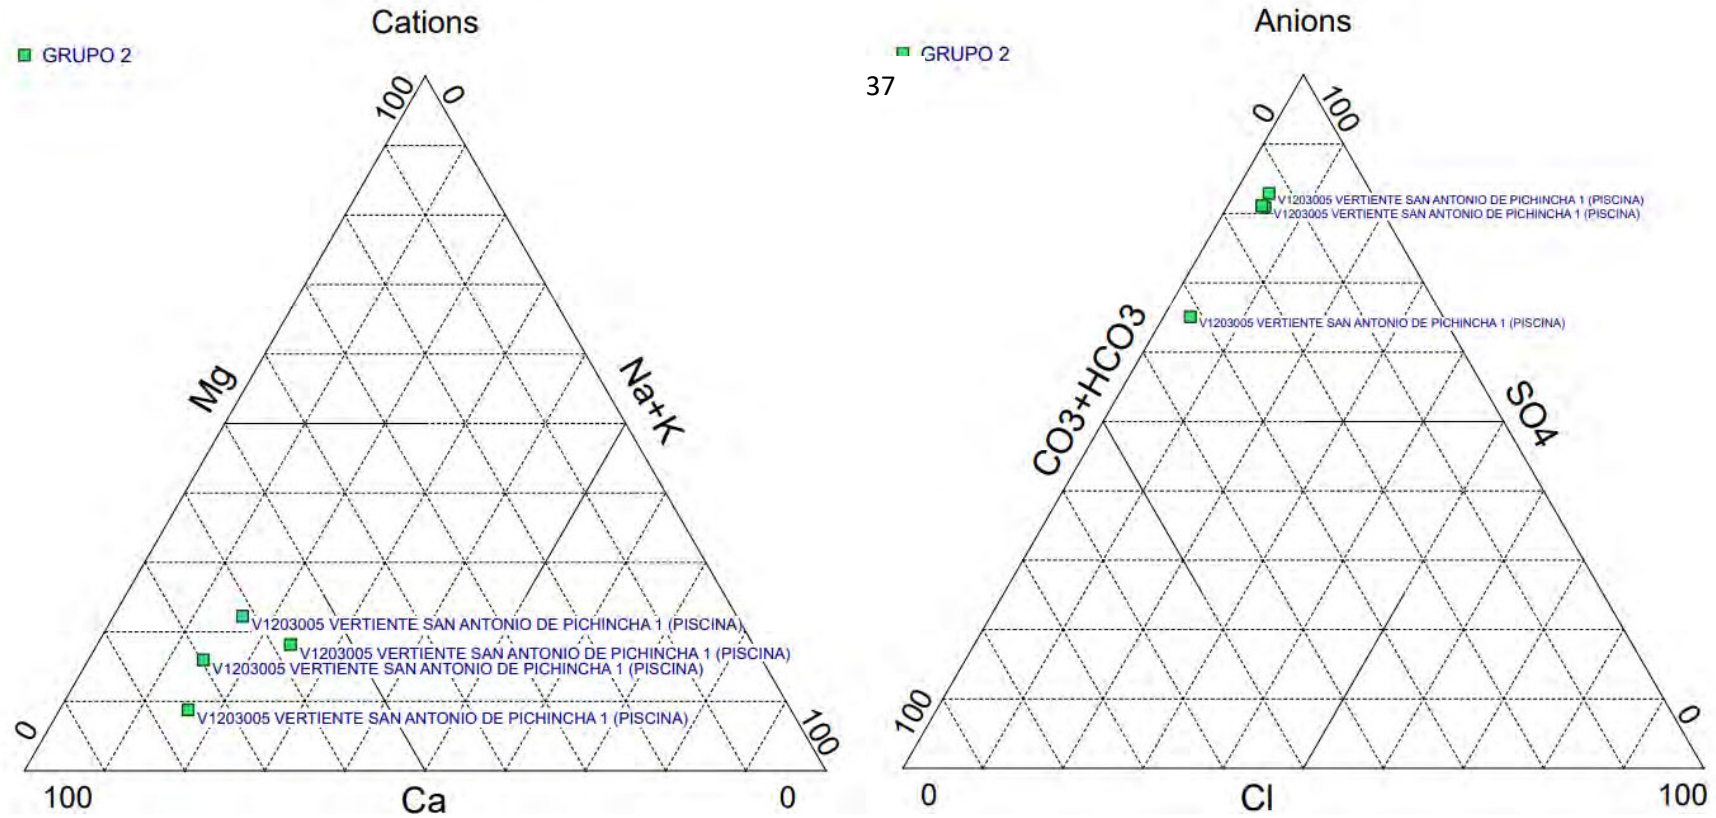 Cations
GRUPO 2
100
0
Mg
Na+K
V1203005 VERTIENTE SAN ANTONIO DE PICHINCHA 1 (PISCINA)
V1203005 VERTIENTE SAN ANTONIO DE PICHINCHA 1 (PISCINA)
V1203005 VERTIENTE SAN ANTONIO DE PICHINCHA 1 (PISCINA)
V1203005 VERTIENTE SAN ANTONIO DE PICHINCHA 1 (PISCINA)
0
100
100
Ca
0
Anions
GRUPO 2
37
0
100
V1203005 VERTIENTE SAN ANTONIO DE PICHINCHA 1 (PISCINA)
V1203005 VERTIENTE SAN ANTONIO DE PICHINCHA 1 (PISCINA)
V1203005 VERTIENTE SAN ANTONIO DE PICHINCHA 1 (PISCINA)
CO3+HCO3
SO4
100
0
0
Cl
100